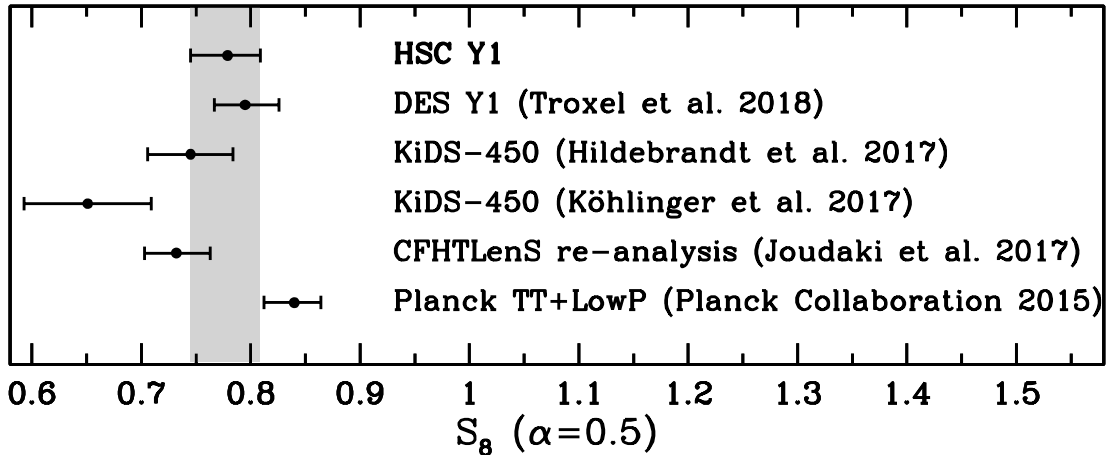 HSC Y1
DES Y1 (Troxel et al. 2018)
KiDS-450 (Hildebrandt et al. 2017)
KiDS-450 (Köhlinger et al. 2017)
CFHTLenS re-analysis (Joudaki et al. 2017)
Planck TT+LowP (Planck Collaboration 2015)
0.6 0.7 0.8 0.9 1 1.1 1.2 1.3 1.4 1.5
S₈ (α=0.5)